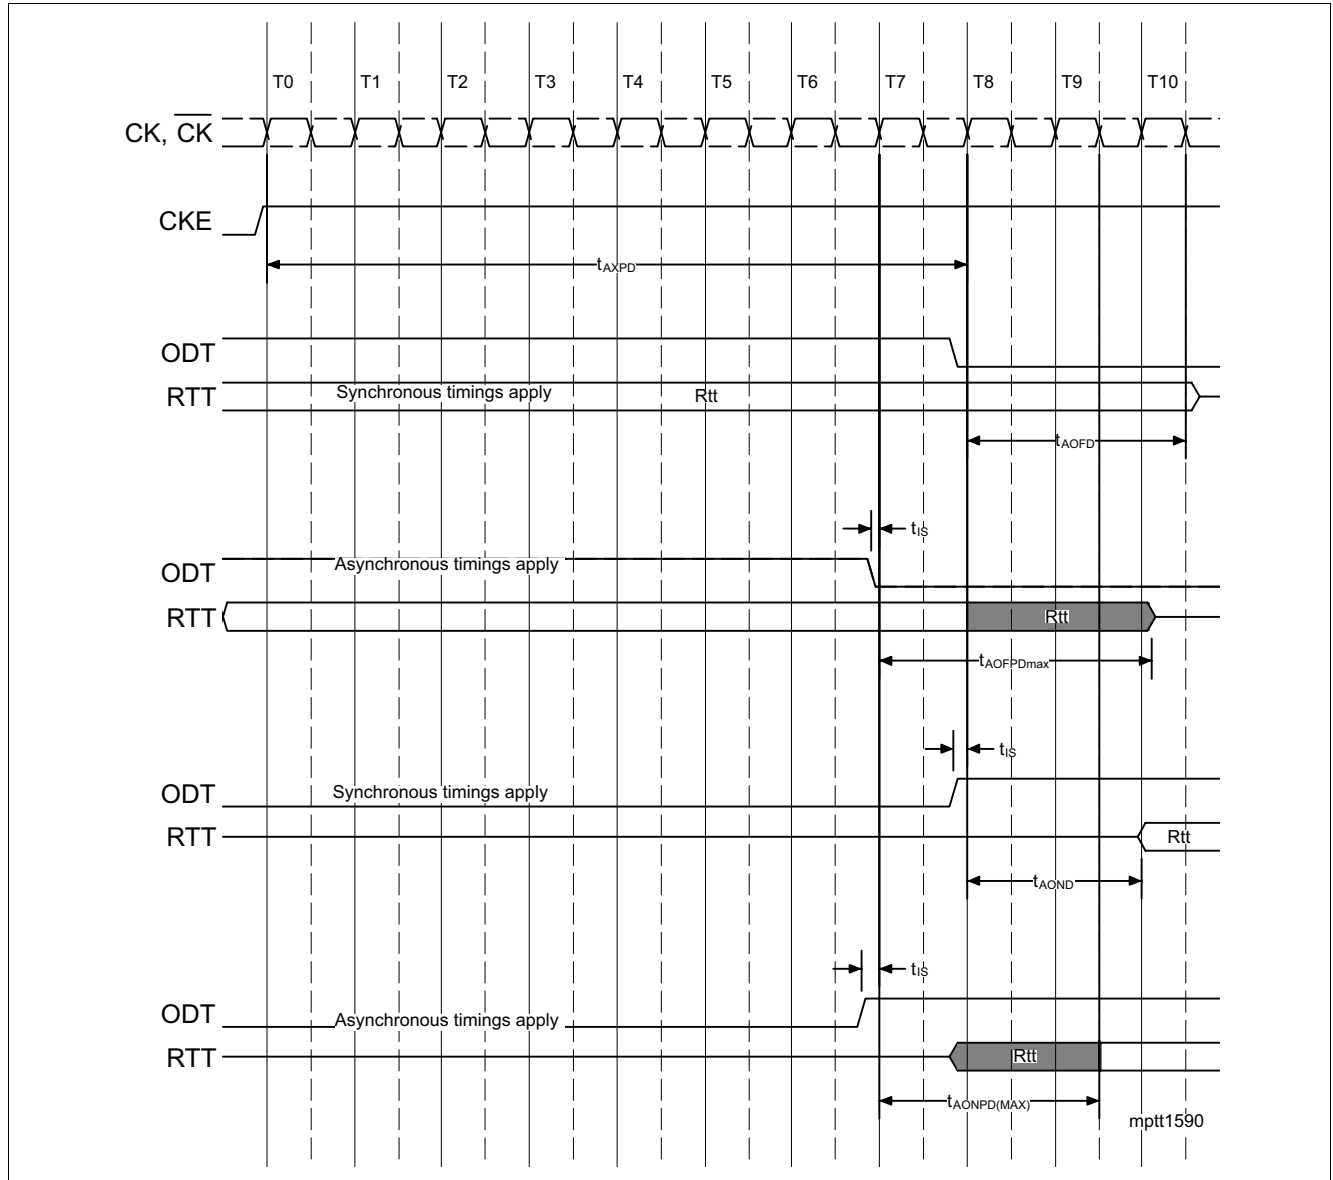 T0 T1 T2 T3 T4 T5 T6 T7 T8 T9 T10
CK, C̅K̅
CKE
tAXPD
ODT
RTT Synchronous timings apply Rtt
tAOFD
tIS
ODT Asynchronous timings apply
RTT Rtt
tAOFPDmax
tIS
ODT Synchronous timings apply
RTT Rtt
tAOND
tIS
ODT Asynchronous timings apply
RTT Rtt
tAONPD(MAX)
mptt1590